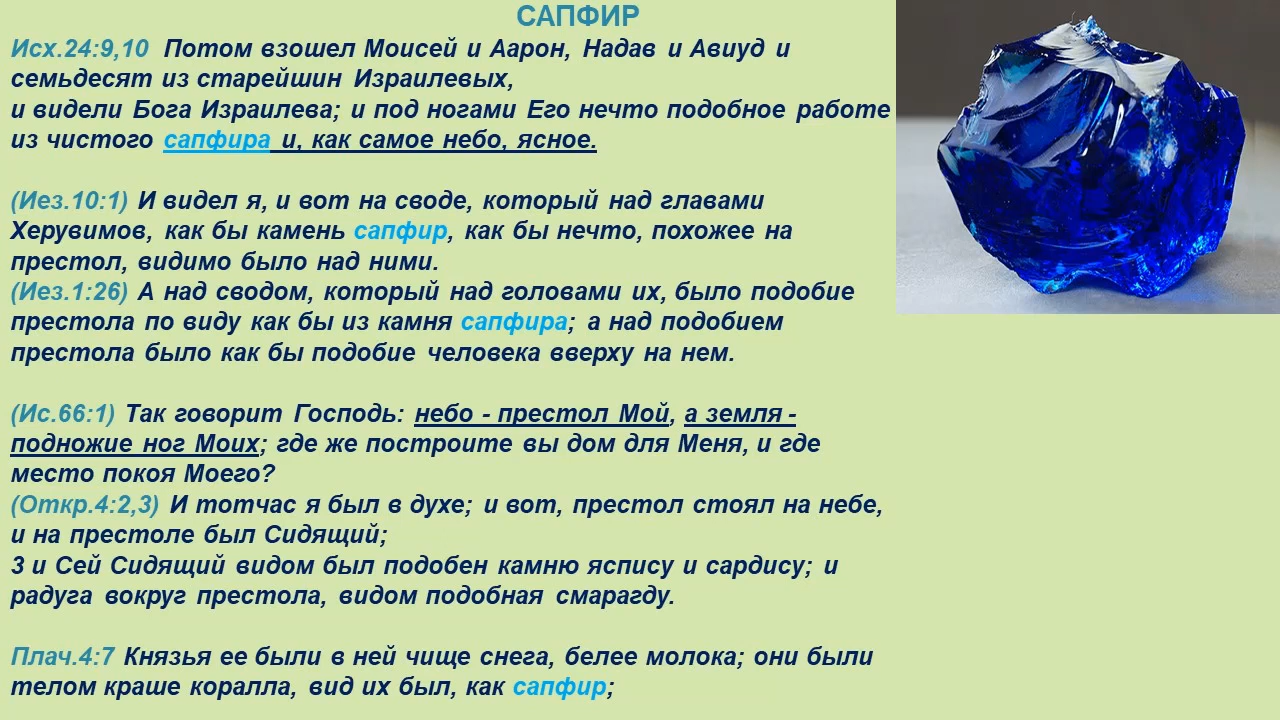 САПФИР
Исх.24:9,10 Потом взошел Моисей и Аарон, Надав и Авиуд и
семьдесят из старейшин Израилевых,
и видели Бога Израилева; и под ногами Его нечто подобное работе
из чистого сапфира и, как самое небо, ясное.
(Иез.10:1) И видел я, и вот на своде, который над главами
Херувимов, как бы камень сапфир, как бы нечто, похожее на
престол, видимо было над ними.
(Иез.1:26) А над сводом, который над головами их, было подобие
престола по виду как бы из камня сапфира; а над подобием
престола было как бы подобие человека вверху на нем.
(Ис.66:1) Так говорит Господь: небо - престол Мой, а земля -
подножие ног Моих; где же построите вы дом для Меня, и где
место покоя Моего?
(Откр.4:2,3) И тотчас я был в духе; и вот, престол стоял на небе,
и на престоле был Сидящий;
3 и Сей Сидящий видом был подобен камню яспису и сардису; и
радуга вокруг престола, видом подобная смарагду.
Плач.4:7 Князья ее были в ней чище снега, белее молока; они были
телом краше коралла, вид их был, как сапфир;